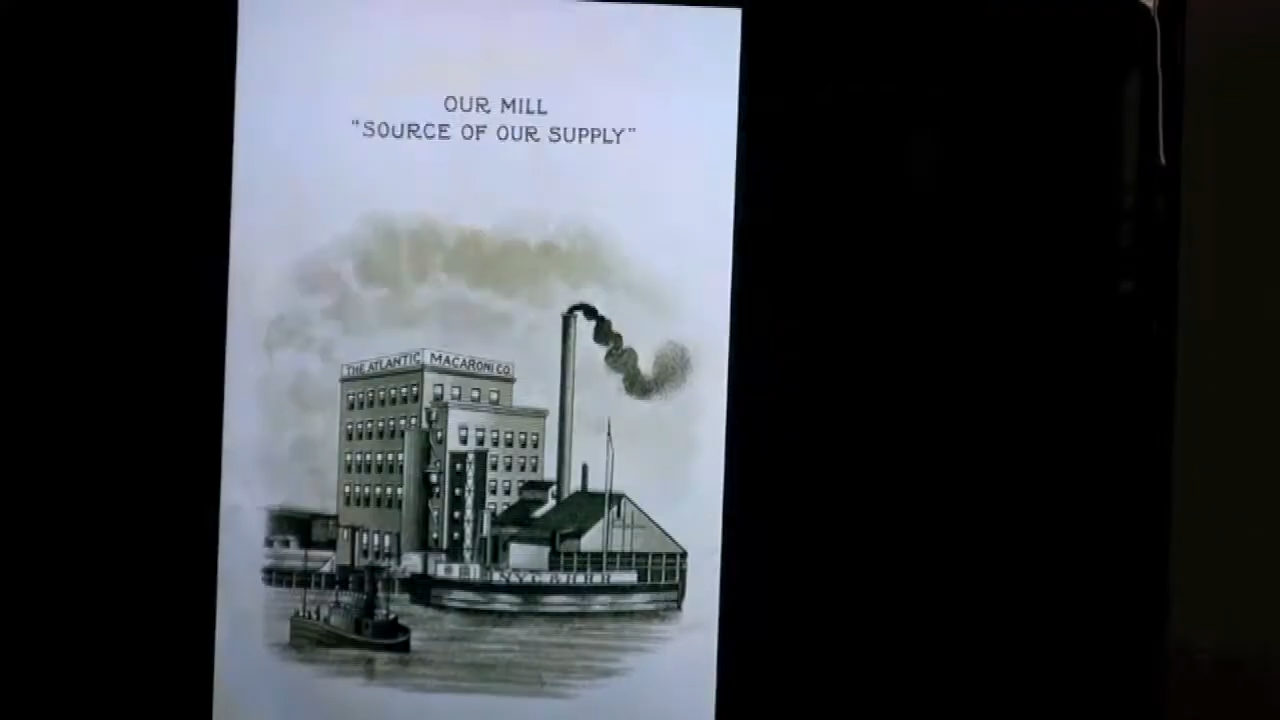 OUR MILL
"SOURCE OF OUR SUPPLY"
THE ATLANTIC MACARONI CO.
N.Y.C & H.R.R.